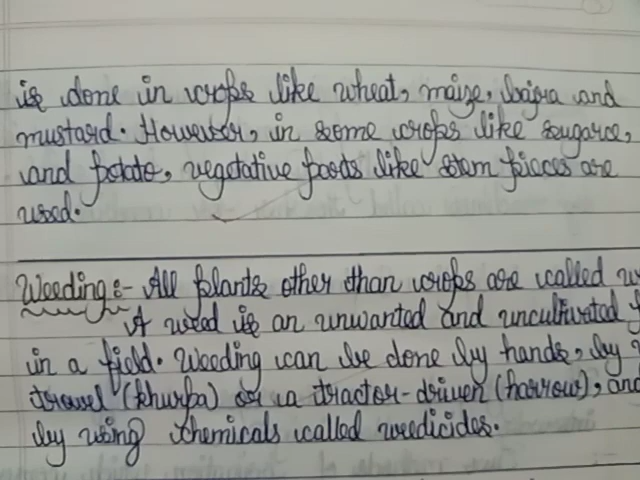 is done in crops like wheat, maize, bajra and
mustard. However, in some crops like sugarce,
and potato, vegetative parts like stem pieces are
used.
Weeding:- All plants other than crops are called
A weed is an unwanted and uncultivated
in a field. Weeding can be done by hands, by
trowel (khurpa) or a tractor-driven (harrow), and
by using chemicals called weedicides.